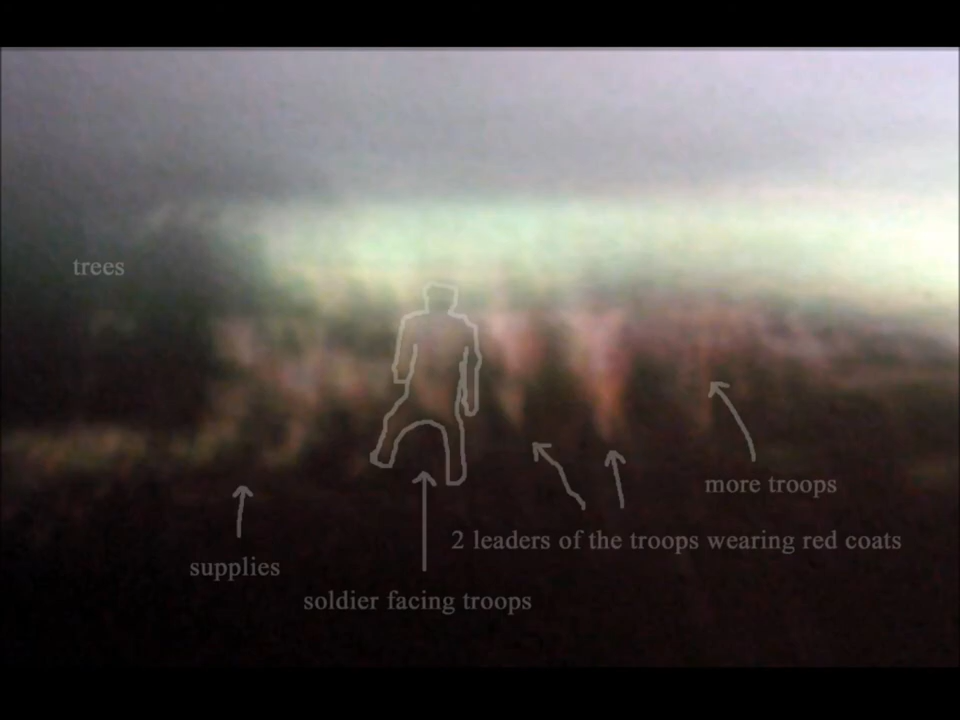 trees
more troops
2 leaders of the troops wearing red coats
supplies
soldier facing troops